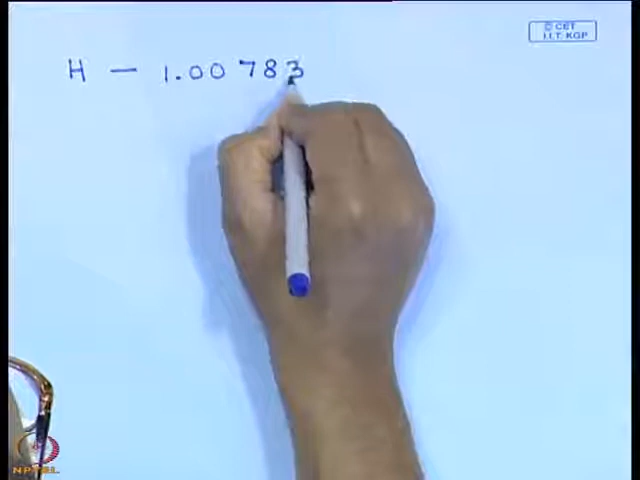 © CET
I.I.T. KGP
H — 1.00783
NPTEL